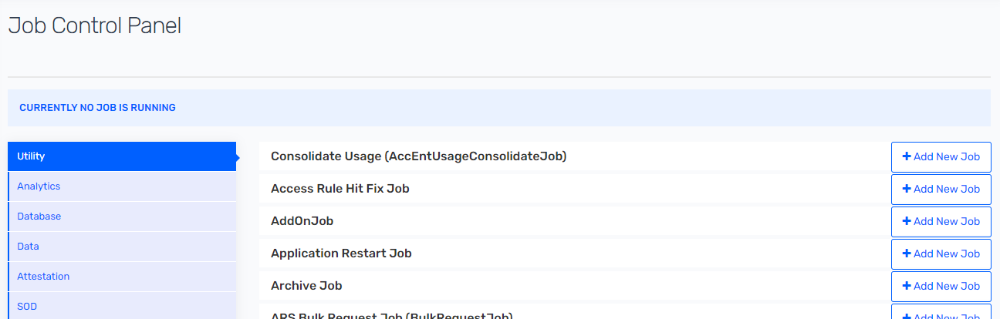 Job Control Panel
CURRENTLY NO JOB IS RUNNING
Utility
Analytics
Database
Data
Attestation
SOD
Consolidate Usage (AccEntUsageConsolidateJob)
+ Add New Job
Access Rule Hit Fix Job
+ Add New Job
AddOnJob
+ Add New Job
Application Restart Job
+ Add New Job
Archive Job
+ Add New Job
ARS Bulk Request Job (BulkRequestJob)
+ Add New Job